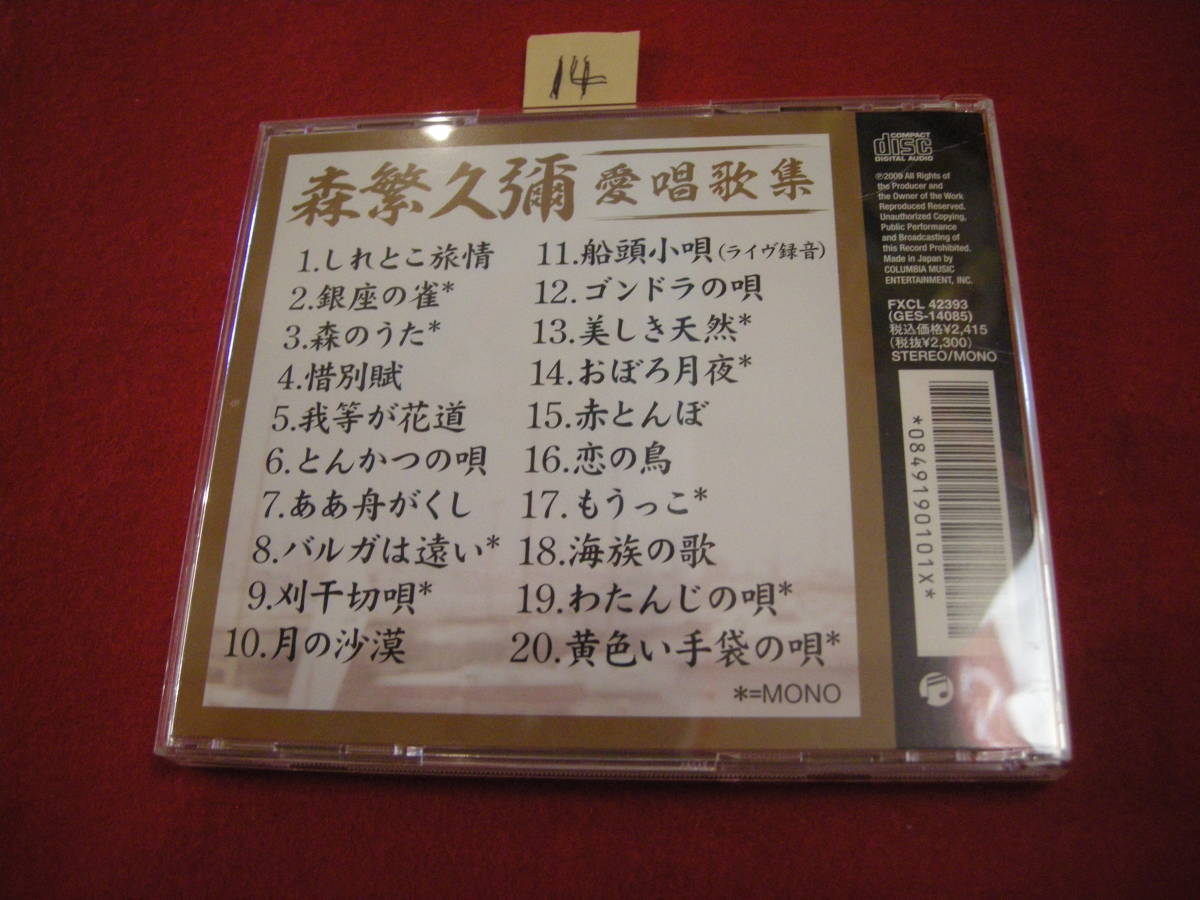 14
森繁久彌 愛唱歌集
1.しれとこ旅情
2.銀座の雀*
3.森のうた*
4.惜別賦
5.我等が花道
6.とんかつの唄
7.ああ舟がくし
8.バルガは遠い*
9.刈干切唄*
10.月の沙漠
11.船頭小唄(ライヴ録音)
12.ゴンドラの唄
13.美しき天然*
14.おぼろ月夜*
15.赤とんぼ
16.恋の鳥
17.もうっこ*
18.海族の歌
19.わたんじの唄*
20.黄色い手袋の唄*
*=MONO
COMPACT
disc
DIGITAL AUDIO
℗2009 All Rights of
the Producer and
the Owner of the Work
Reproduced Reserved.
Unauthorized Copying,
Public Performance
and Broadcasting of
this Record Prohibited.
Made in Japan by
COLUMBIA MUSIC
ENTERTAINMENT, INC.
FXCL 42393
(GES-14085)
税込価格¥2,415
(税抜¥2,300)
STEREO/MONO
*0849190101X*